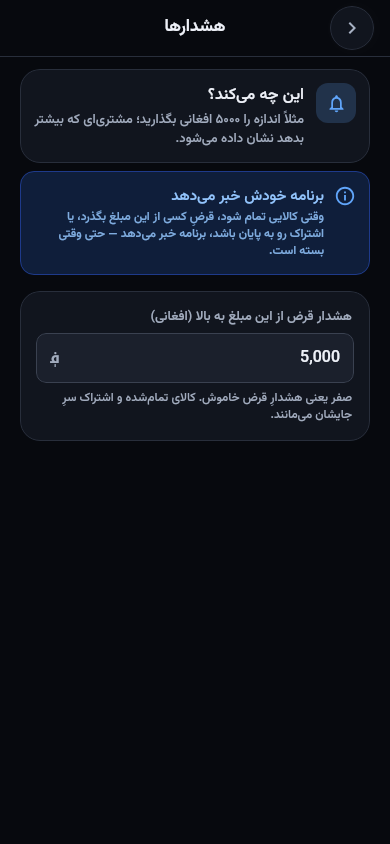 هشدارها
این چه می‌کند؟
مثلاً اندازه را ۵۰۰۰ افغانی بگذارید؛ مشتری‌ای که بیشتر
بدهد نشان داده می‌شود.
برنامه خودش خبر می‌دهد
وقتی کالایی تمام شود، قرضِ کسی از این مبلغ بگذرد، یا
اشتراک رو به پایان باشد، برنامه خبر می‌دهد — حتی وقتی
بسته است.
هشدار قرض از این مبلغ به بالا (افغانی)
5,000
؋
صفر یعنی هشدارِ قرض خاموش. کالای تمام‌شده و اشتراک سرِ
جایشان می‌مانند.